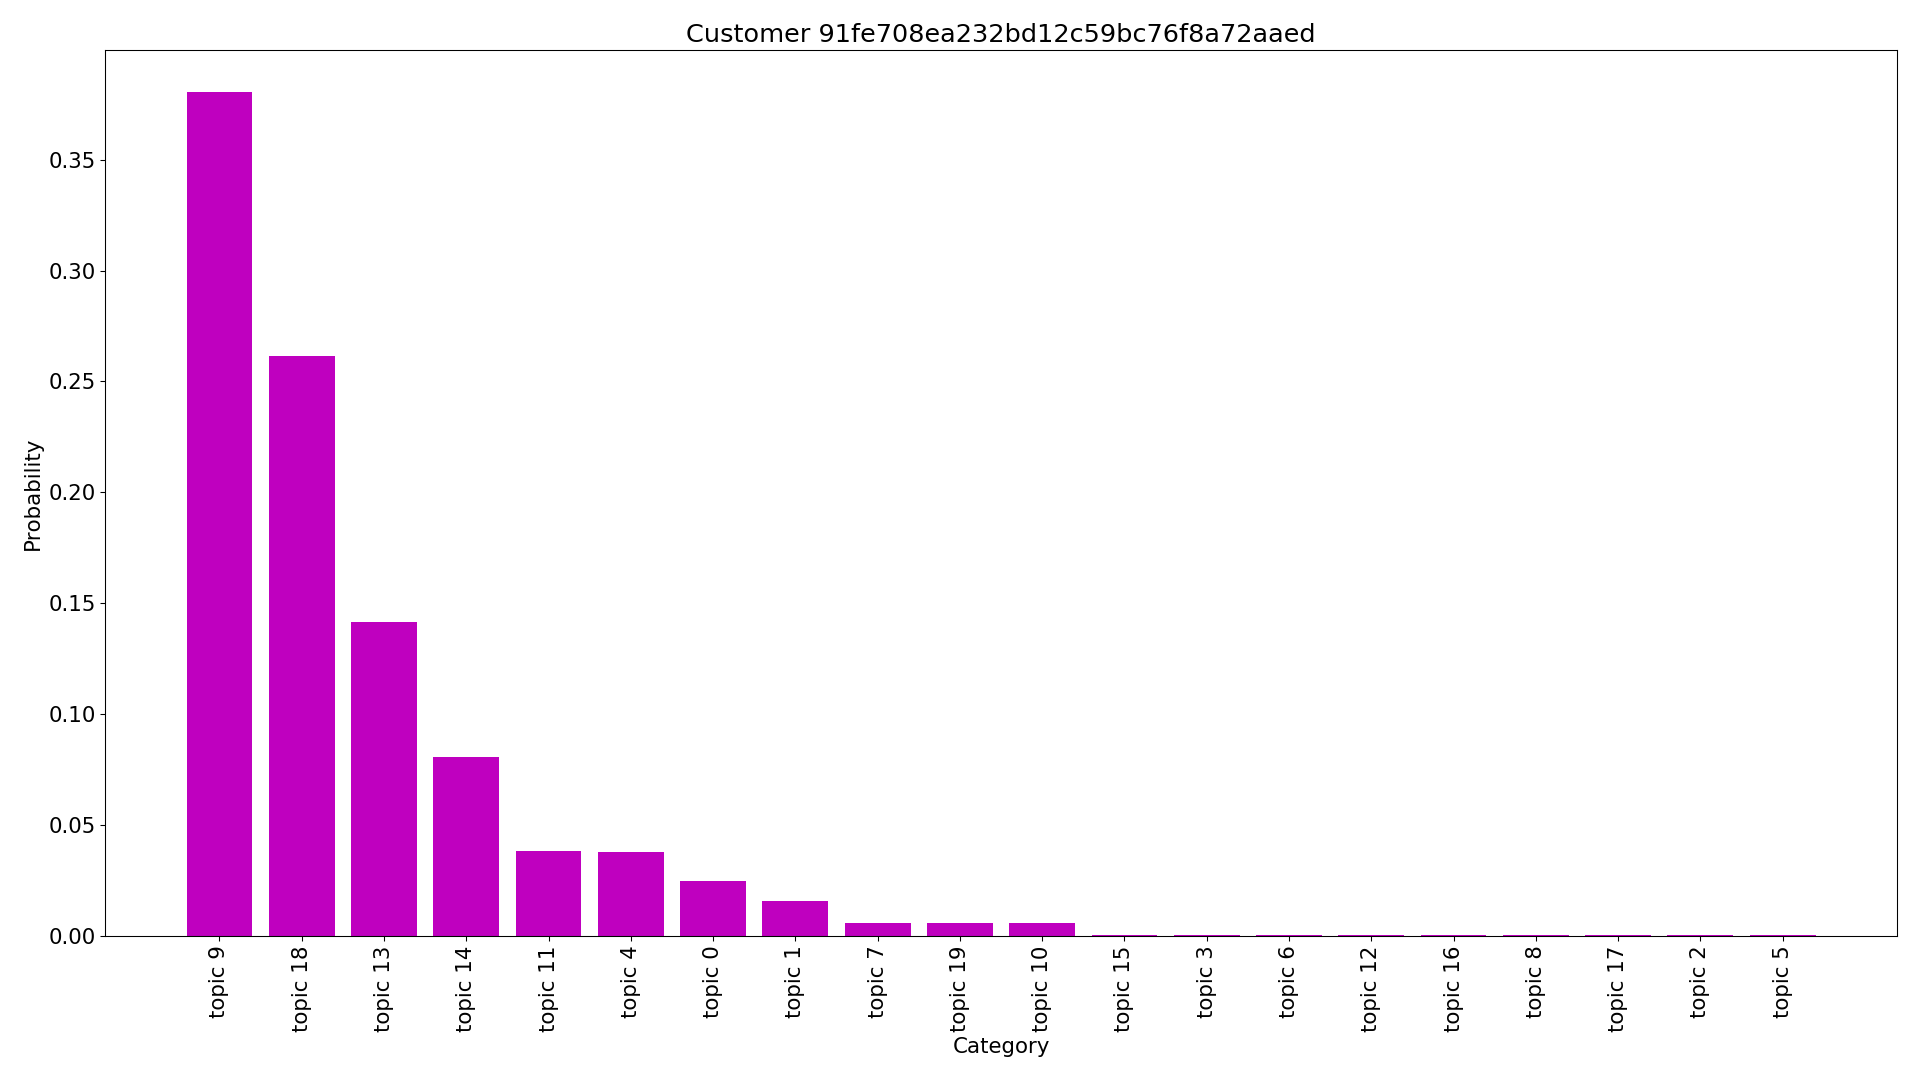 Customer 91fe708ea232bd12c59bc76f8a72aaed
Probability
0.35
0.30
0.25
0.20
0.15
0.10
0.05
0.00
topic 9
topic 18
topic 13
topic 14
topic 11
topic 4
topic 0
topic 1
topic 7
topic 19
topic 10
topic 15
topic 3
topic 6
topic 12
topic 16
topic 8
topic 17
topic 2
topic 5
Category